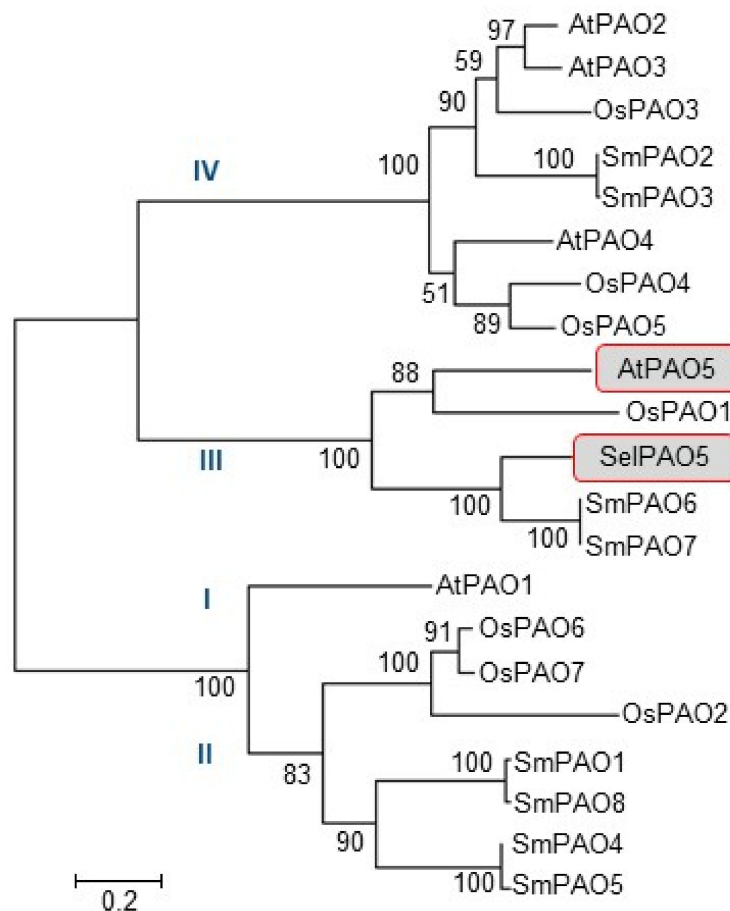 97
AtPAO2
59
AtPAO3
90
OsPAO3
100
SmPAO2
IV
100
SmPAO3
AtPAO4
51
OsPAO4
89
OsPAO5
88
AtPAO5
OsPAO1
III
100
SelPAO5
100
SmPAO6
100
SmPAO7
I
AtPAO1
91
OsPAO6
100
OsPAO7
100
OsPAO2
II
83
100
SmPAO1
SmPAO8
90
SmPAO4
100
SmPAO5
0.2